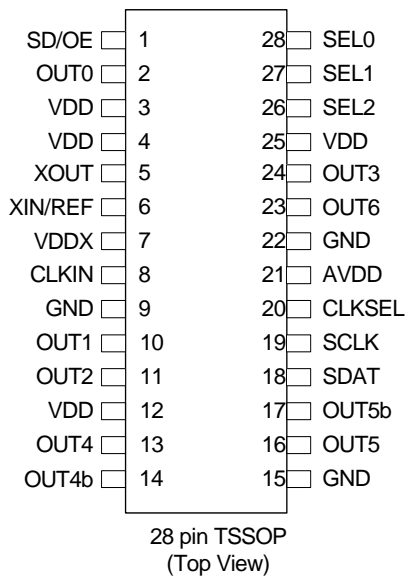 SD/OE 1 28 SEL0
OUT0 2 27 SEL1
VDD 3 26 SEL2
VDD 4 25 VDD
XOUT 5 24 OUT3
XIN/REF 6 23 OUT6
VDDX 7 22 GND
CLKIN 8 21 AVDD
GND 9 20 CLKSEL
OUT1 10 19 SCLK
OUT2 11 18 SDAT
VDD 12 17 OUT5b
OUT4 13 16 OUT5
OUT4b 14 15 GND
28 pin TSSOP
(Top View)